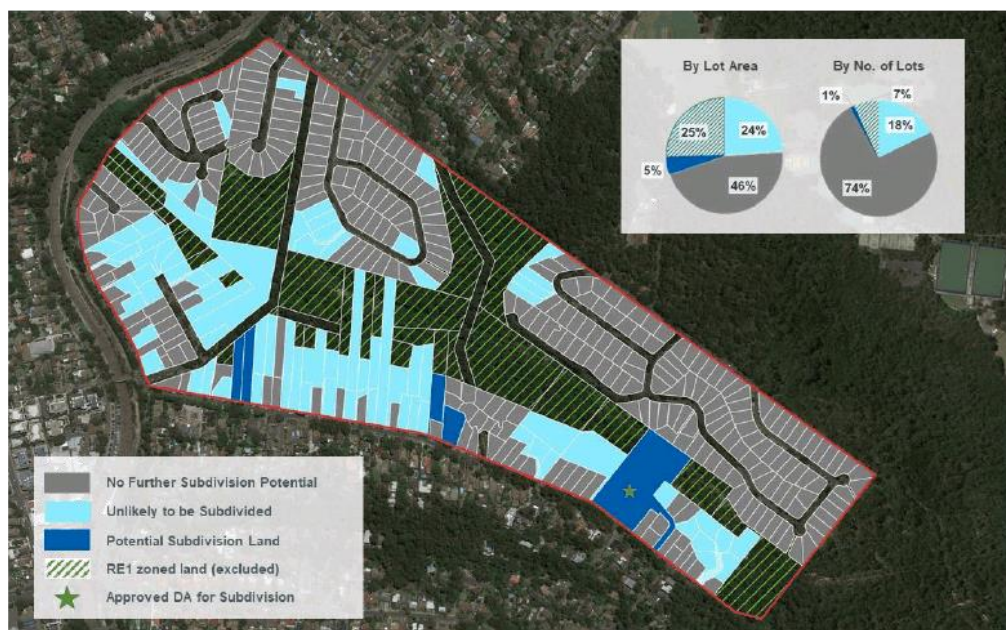 By Lot Area
By No. of Lots
25%
24%
5%
46%
1%
7%
18%
74%
No Further Subdivision Potential
Unlikely to be Subdivided
Potential Subdivision Land
RE1 zoned land (excluded)
Approved DA for Subdivision